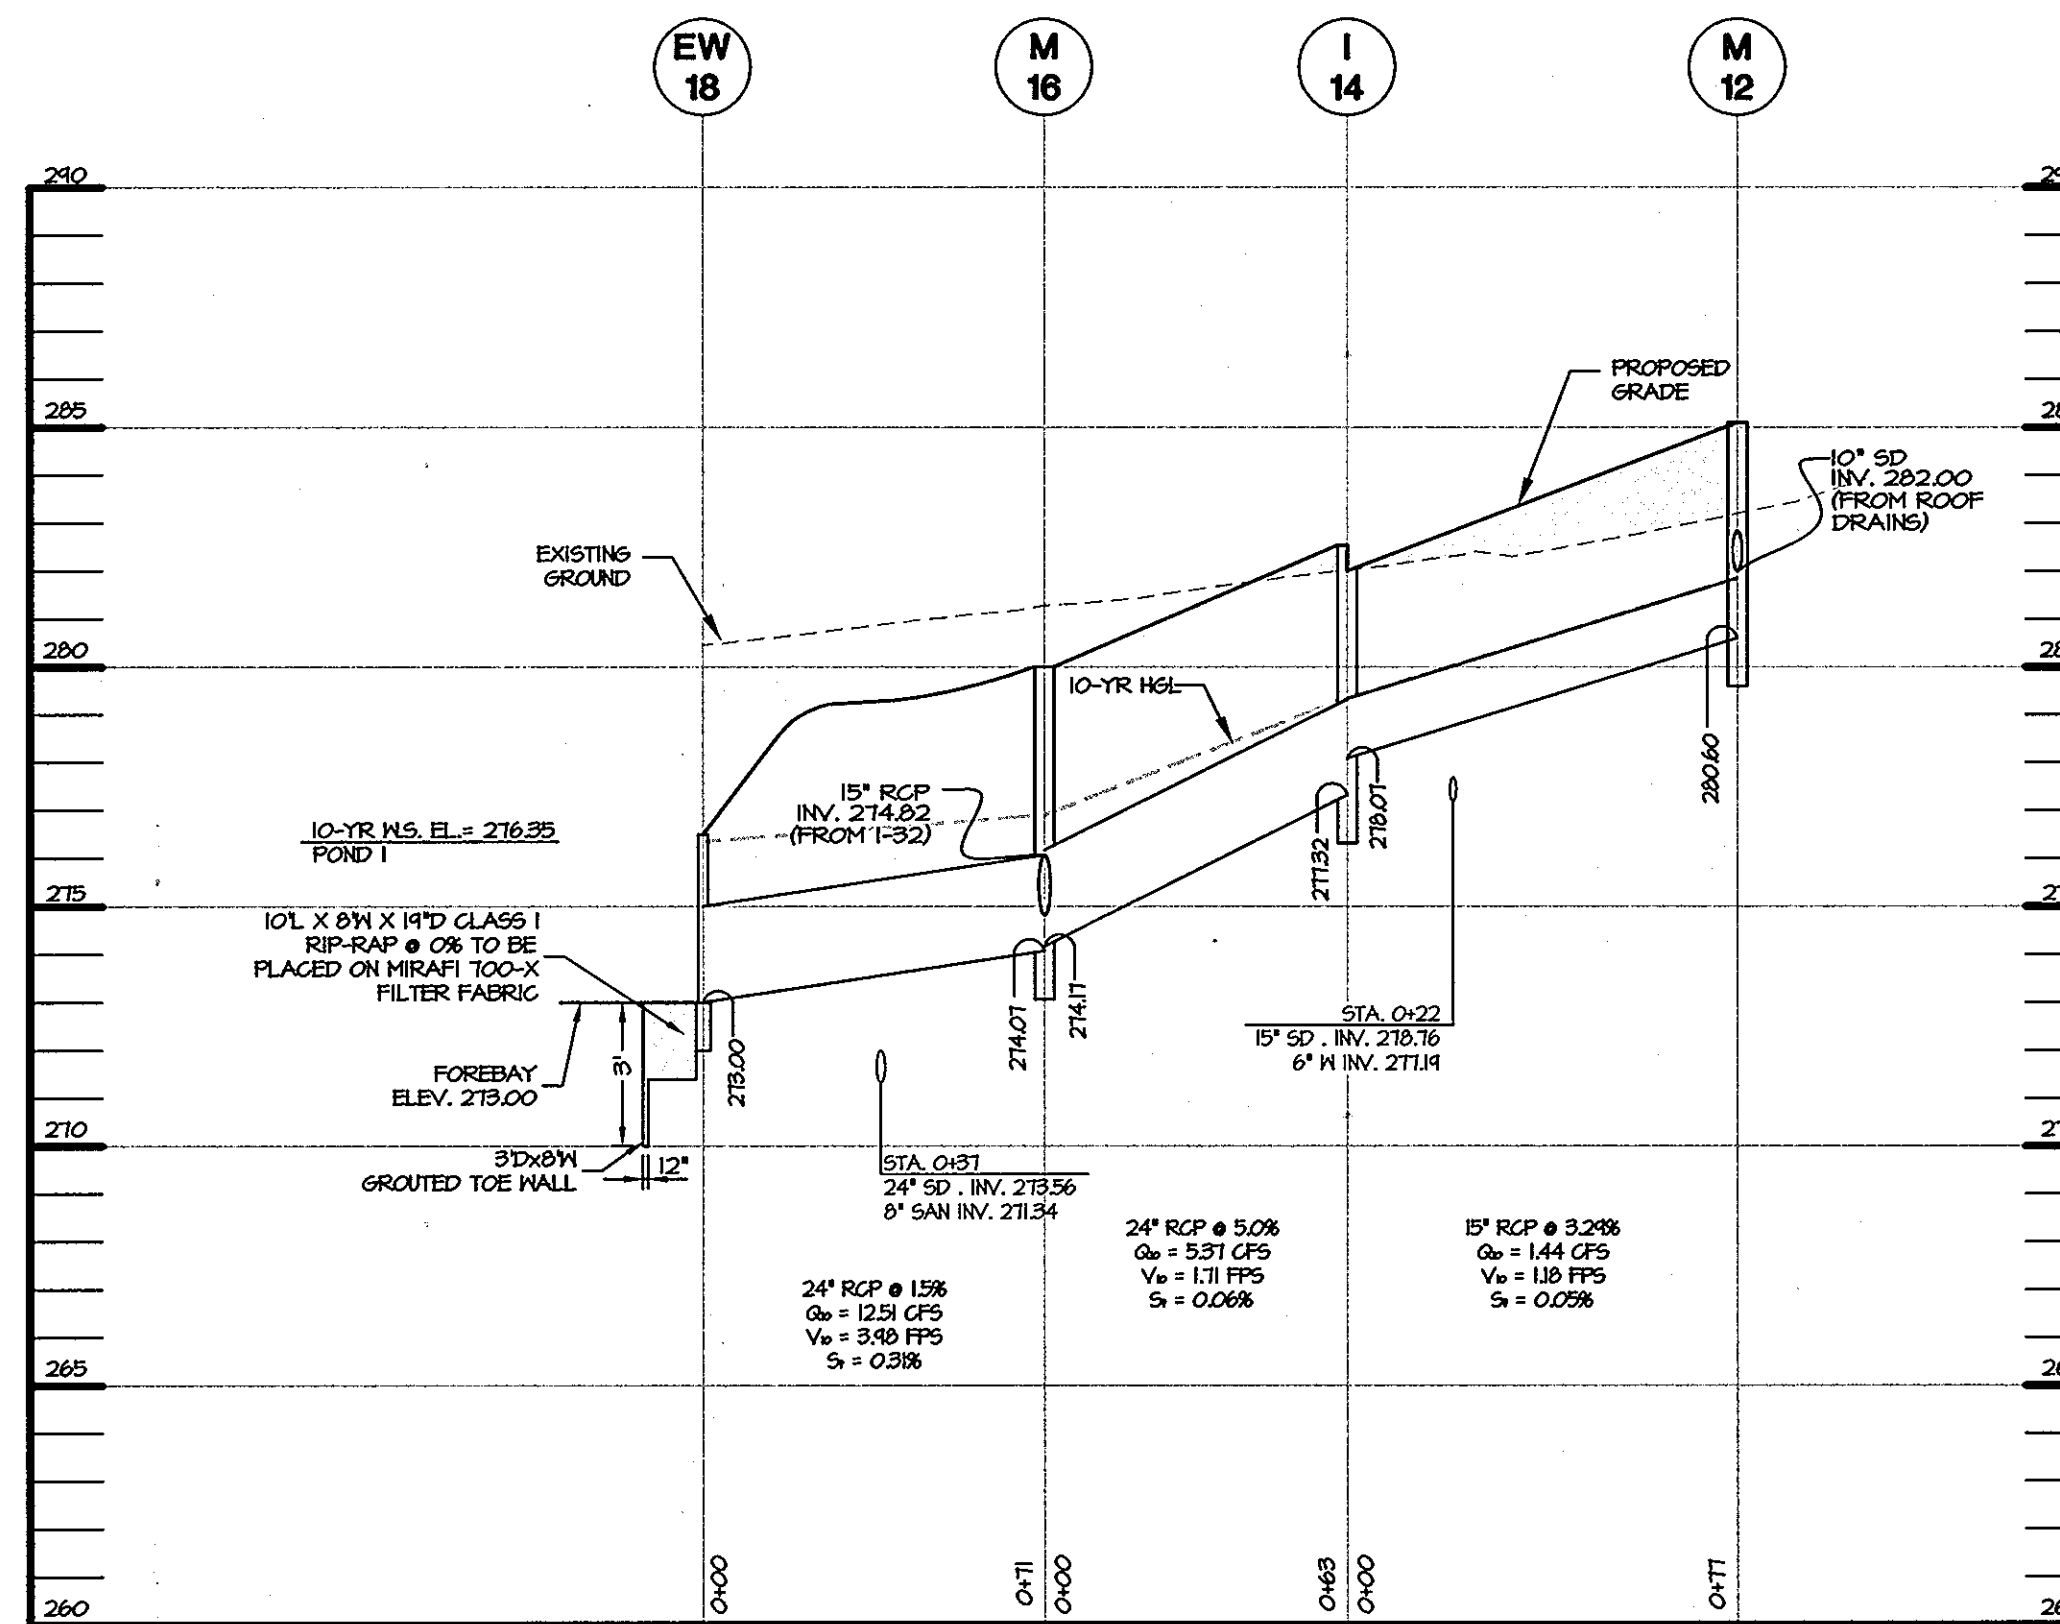 EW
18
M
16
I
14
M
12
290
285
280
275
270
265
260
PROPOSED
GRADE
10" SD
INV. 282.00
(FROM ROOF
DRAINS)
EXISTING
GROUND
10-YR HGL
15" RCP
INV. 274.82
(FROM I-32)
10-YR W.S. EL.= 276.35
POND 1
10'L X 8'W X 19"D CLASS I
RIP-RAP @ 0% TO BE
PLACED ON MIRAFI 700-X
FILTER FABRIC
FOREBAY
ELEV. 273.00
3'
3'Dx8'W
GROUTED TOE WALL
12"
273.00
274.07
274.17
277.32
278.07
280.60
STA. 0+37
24" SD . INV. 273.56
8" SAN INV. 271.34
STA. 0+22
15" SD . INV. 278.76
6" W INV. 277.19
24" RCP @ 1.5%
Q10 = 12.51 CFS
V10 = 3.98 FPS
Sf = 0.31%
24" RCP @ 5.0%
Q10 = 5.37 CFS
V10 = 1.71 FPS
Sf = 0.06%
15" RCP @ 3.29%
Q10 = 1.44 CFS
V10 = 1.18 FPS
Sf = 0.05%
0+00
0+71
0+00
0+63
0+00
0+77